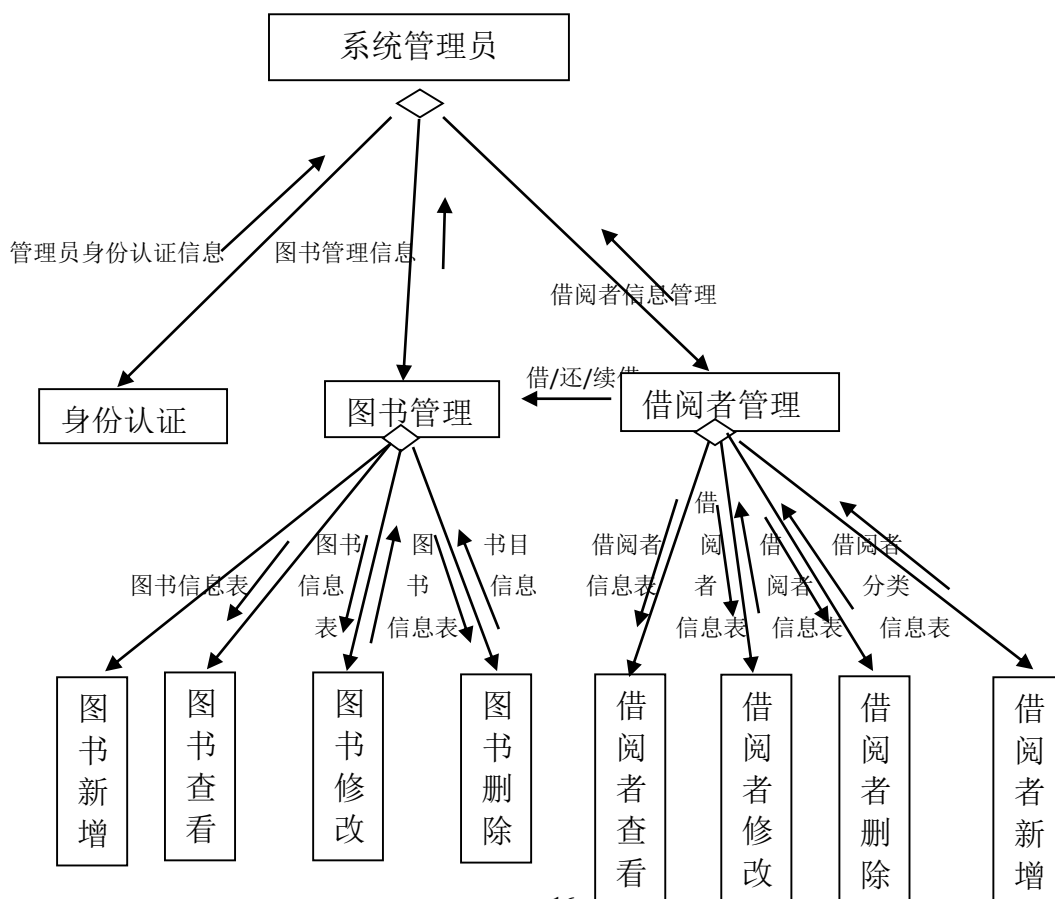 系统管理员
管理员身份认证信息
图书管理信息
借阅者信息管理
身份认证
图书管理
借/还/续借
借阅者管理
图书信息表
图书
信息
表
图
书
信息表
书目
信息
借阅者
信息表
借
阅
者
信息表
借
阅者
信息表
借阅者
分类
信息表
图书新增
图书查看
图书修改
图书删除
借阅者查看
借阅者修改
借阅者删除
借阅者新增